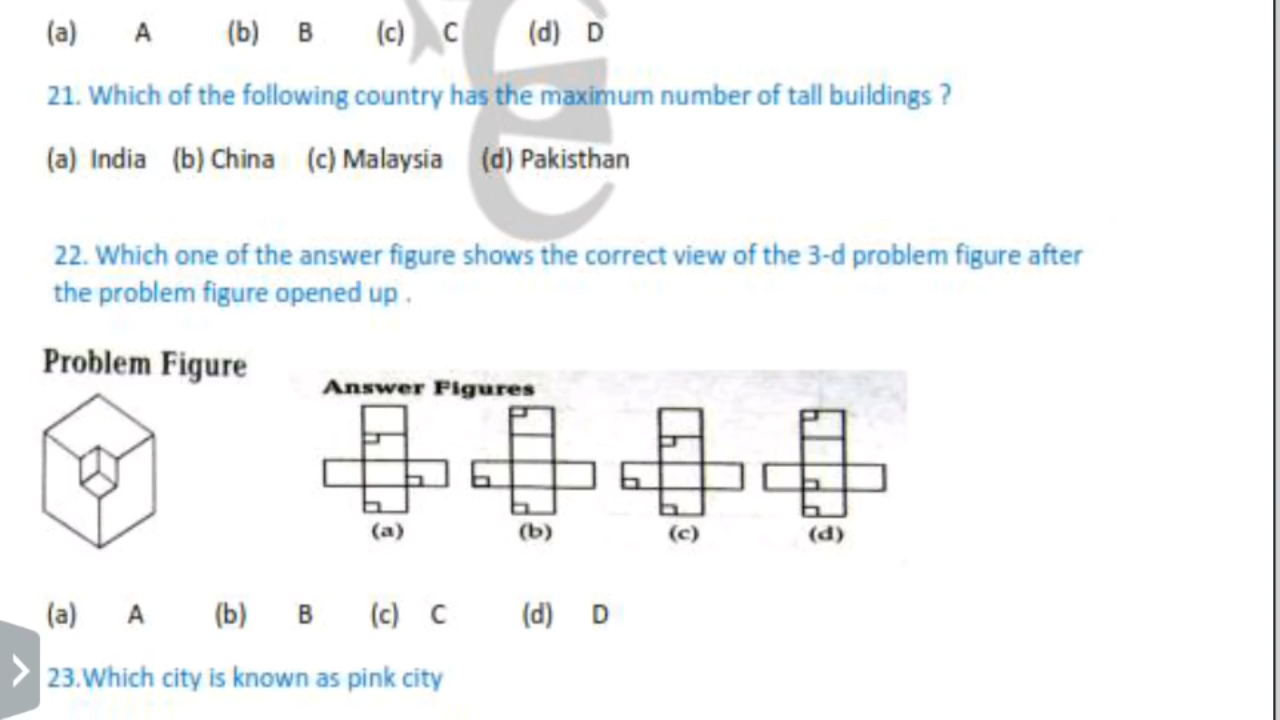 (a) A (b) B (c) C (d) D
21. Which of the following country has the maximum number of tall buildings ?
(a) India (b) China (c) Malaysia (d) Pakisthan
22. Which one of the answer figure shows the correct view of the 3-d problem figure after
the problem figure opened up .
Problem Figure
Answer Figures
(a) (b) (c) (d)
(a) A (b) B (c) C (d) D
23.Which city is known as pink city